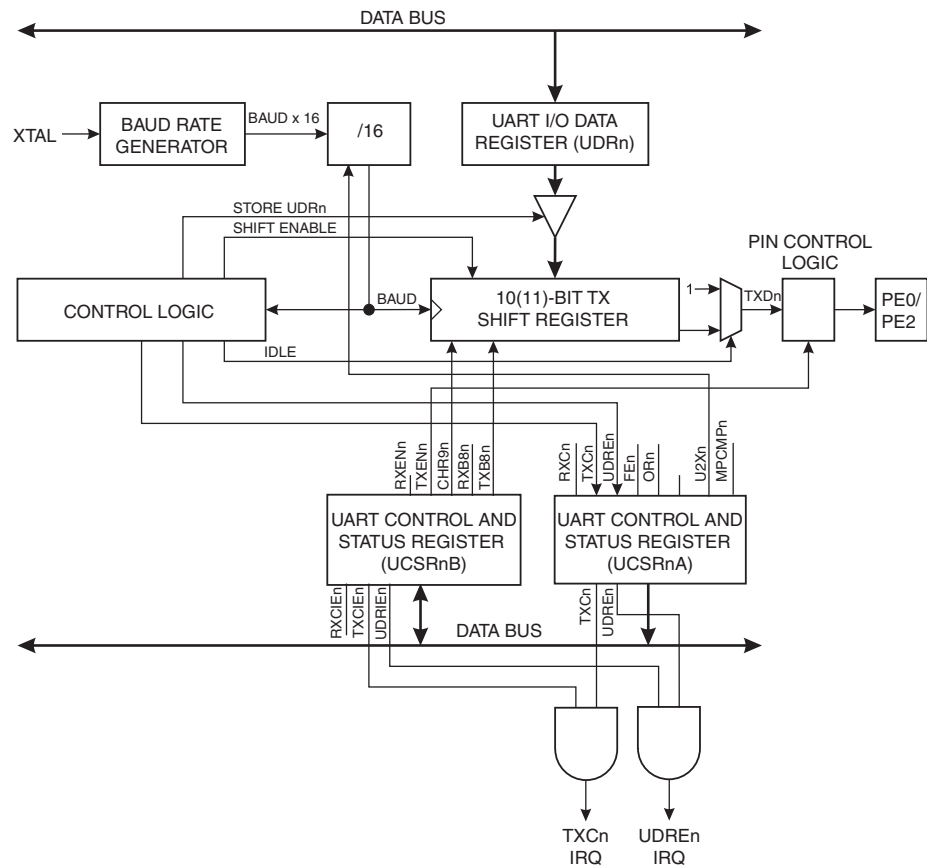 DATA BUS
XTAL
BAUD RATE
GENERATOR
BAUD x 16
/16
UART I/O DATA
REGISTER (UDRn)
STORE UDRn
SHIFT ENABLE
PIN CONTROL
LOGIC
CONTROL LOGIC
BAUD
10(11)-BIT TX
SHIFT REGISTER
1
TXDn
PE0/
PE2
IDLE
RXENn
TXENn
CHR9n
RXB8n
TXB8n
RXCn
TXCn
UDREn
FEn
ORn
U2Xn
MPCMPn
UART CONTROL AND
STATUS REGISTER
(UCSRnB)
UART CONTROL AND
STATUS REGISTER
(UCSRnA)
RXCIEn
TXCIEn
UDRIEn
TXCn
UDREn
DATA BUS
TXCn
IRQ
UDREn
IRQ